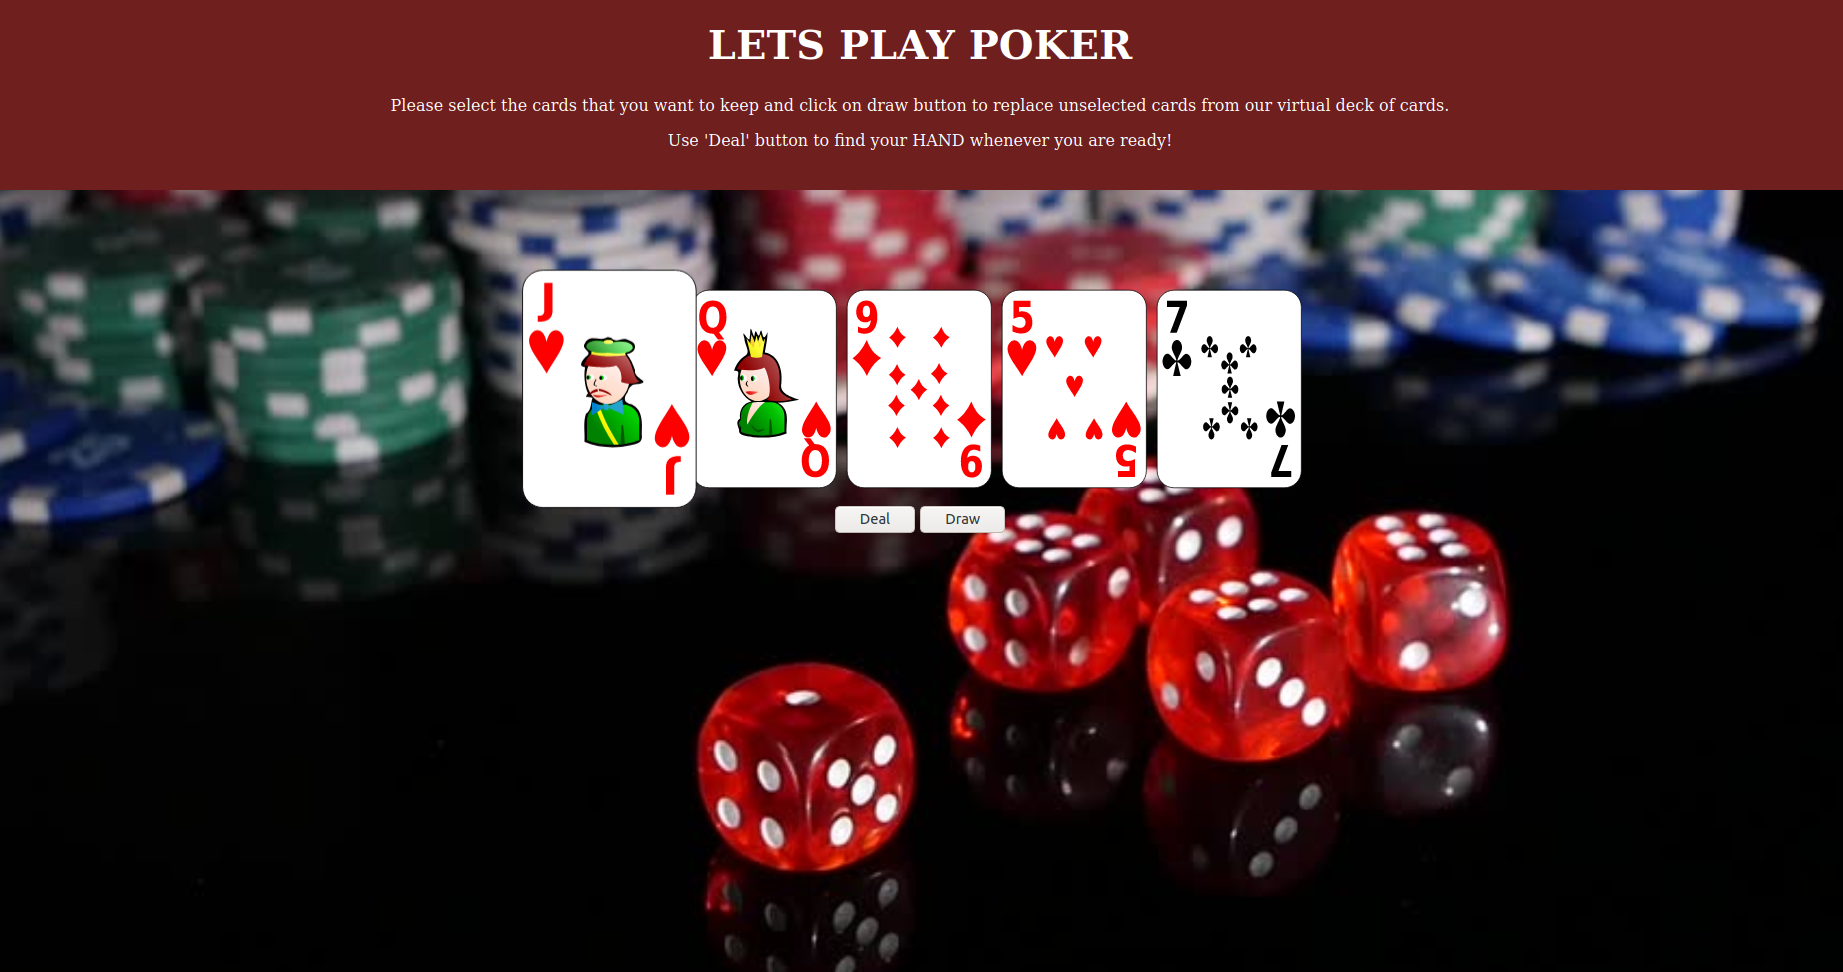 LETS PLAY POKER
Please select the cards that you want to keep and click on draw button to replace unselected cards from our virtual deck of cards.
Use 'Deal' button to find your HAND whenever you are ready!
J Q 9 5 7
J Q 9 5 7
Deal Draw